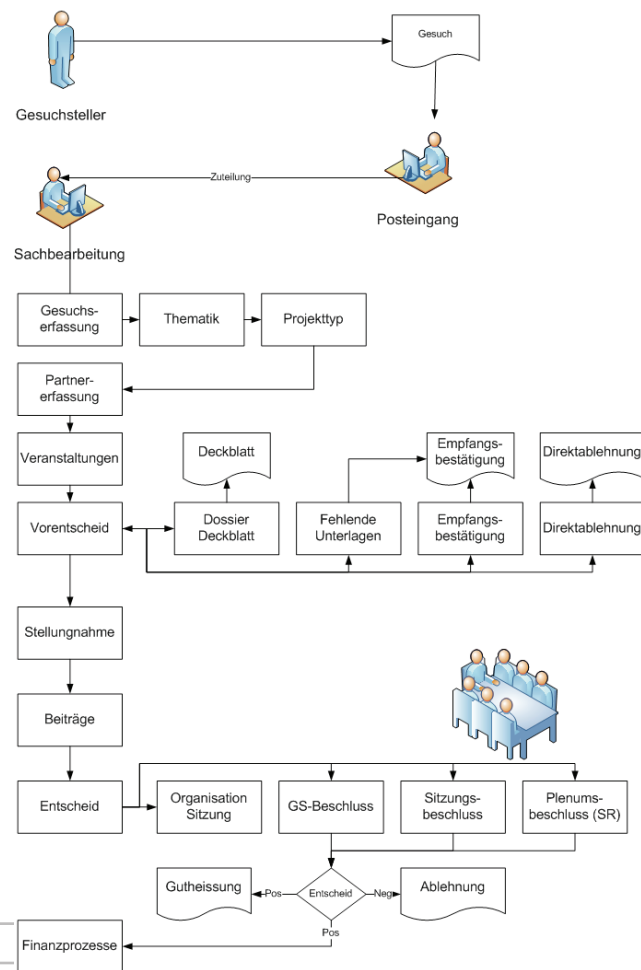 Gesuch
Gesuchsteller
Zuteilung
Posteingang
Sachbearbeitung
Gesuchs-
erfassung
Thematik
Projekttyp
Partner-
erfassung
Veranstaltungen
Deckblatt
Empfangs-
bestätigung
Direktablehnung
Vorentscheid
Dossier
Deckblatt
Fehlende
Unterlagen
Empfangs-
bestätigung
Direktablehnung
Stellungnahme
Beiträge
Entscheid
Organisation
Sitzung
GS-Beschluss
Sitzungs-
beschluss
Plenums-
beschluss (SR)
Gutheissung
Pos
Entscheid
Neg
Ablehnung
Pos
Finanzprozesse